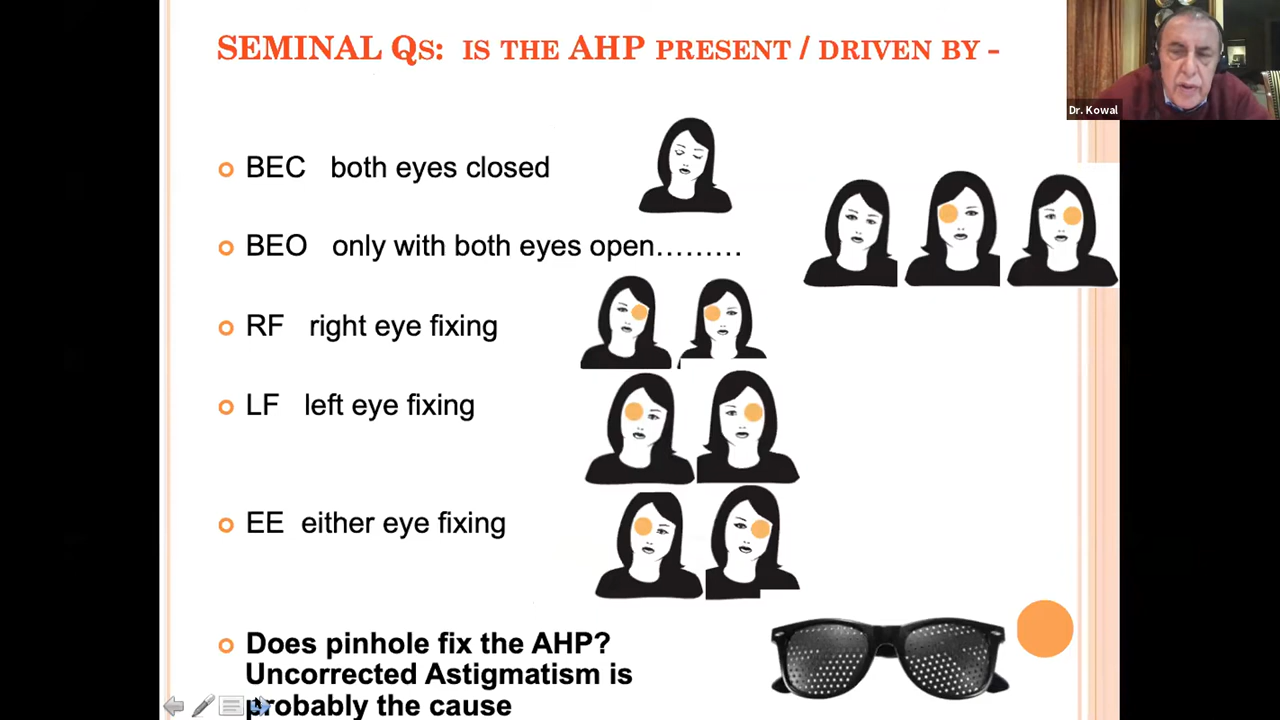 SEMINAL QS: IS THE AHP PRESENT / DRIVEN BY -
Dr. Kowal
BEC both eyes closed
BEO only with both eyes open.........
RF right eye fixing
LF left eye fixing
EE either eye fixing
Does pinhole fix the AHP?
Uncorrected Astigmatism is
probably the cause